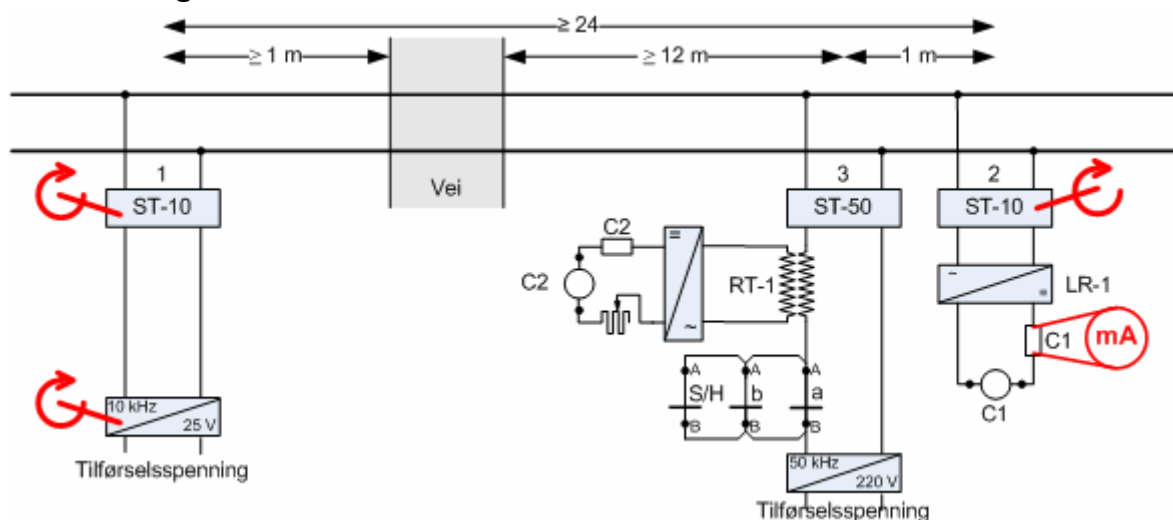 ≥ 24
≥ 1 m
≥ 12 m
1 m
Vei
1
ST-10
3
ST-50
2
ST-10
C2
C2
=
~
RT-1
~
=
LR-1
C1
mA
C1
A
A
A
S/H
b
a
B
B
B
10 kHz
25 V
Tilførselsspenning
50 kHz
220 V
Tilførselsspenning